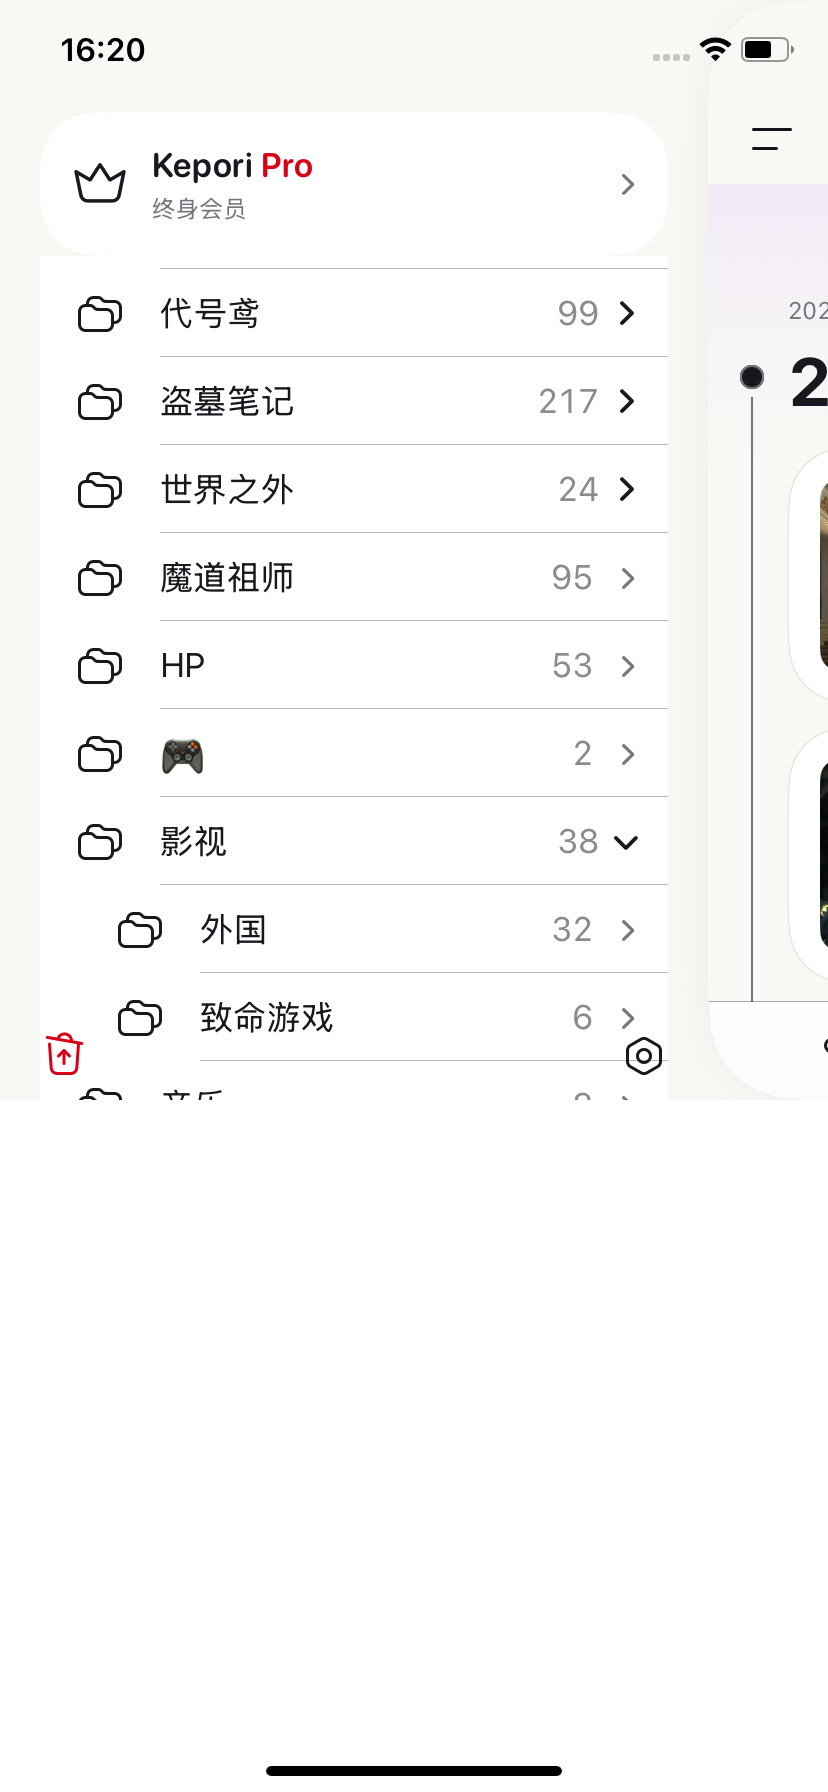 16:20
Kepori Pro
终身会员
202
代号鸢 99
2
盗墓笔记 217
世界之外 24
魔道祖师 95
HP 53
🎮 2
影视 38
外国 32
致命游戏 6